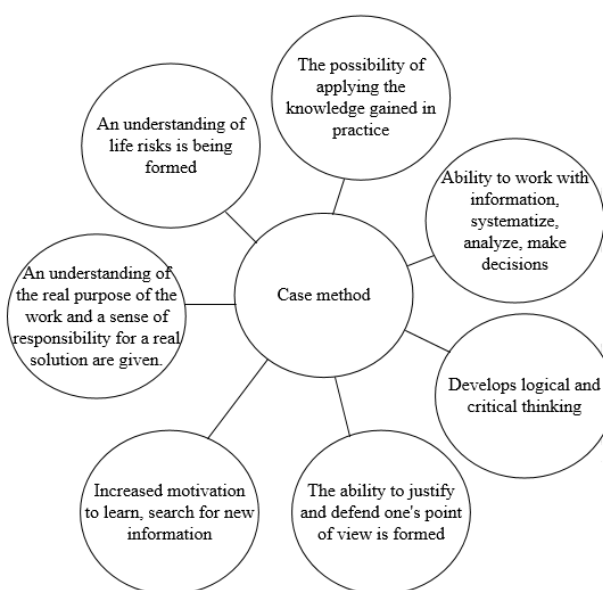 The possibility of
applying the
knowledge gained in
practice
An understanding of
life risks is being
formed
Ability to work with
information,
systematize,
analyze, make
decisions
An understanding of
the real purpose of the
work and a sense of
responsibility for a real
solution are given.
Case method
Develops logical and
critical thinking
Increased motivation
to learn, search for new
information
The ability to justify
and defend one's point
of view is formed